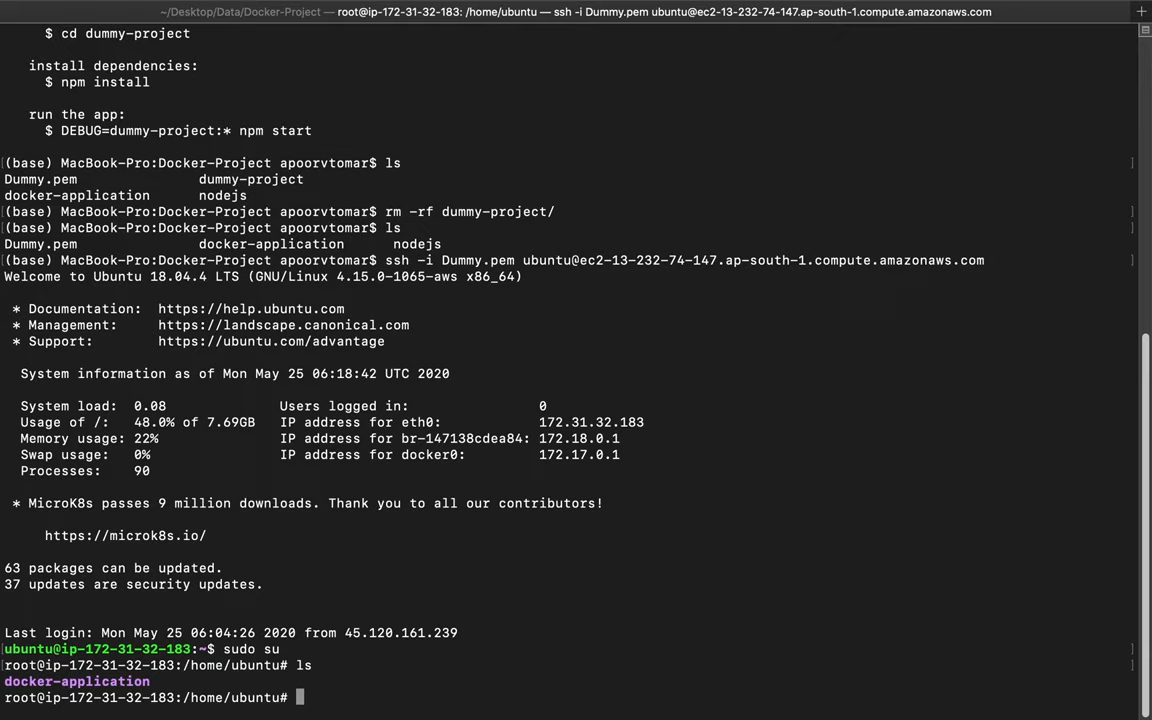 ~/Desktop/Data/Docker-Project — root@ip-172-31-32-183: /home/ubuntu — ssh -i Dummy.pem ubuntu@ec2-13-232-74-147.ap-south-1.compute.amazonaws.com
$ cd dummy-project
install dependencies:
$ npm install
run the app:
$ DEBUG=dummy-project:* npm start
[(base) MacBook-Pro:Docker-Project apoorvtomar$ ls ]
Dummy.pem dummy-project
docker-application nodejs
[(base) MacBook-Pro:Docker-Project apoorvtomar$ rm -rf dummy-project/ ]
[(base) MacBook-Pro:Docker-Project apoorvtomar$ ls ]
Dummy.pem docker-application nodejs
[(base) MacBook-Pro:Docker-Project apoorvtomar$ ssh -i Dummy.pem ubuntu@ec2-13-232-74-147.ap-south-1.compute.amazonaws.com ]
Welcome to Ubuntu 18.04.4 LTS (GNU/Linux 4.15.0-1065-aws x86_64)
* Documentation: https://help.ubuntu.com
* Management: https://landscape.canonical.com
* Support: https://ubuntu.com/advantage
System information as of Mon May 25 06:18:42 UTC 2020
System load: 0.08 Users logged in: 0
Usage of /: 48.0% of 7.69GB IP address for eth0: 172.31.32.183
Memory usage: 22% IP address for br-147138cdea84: 172.18.0.1
Swap usage: 0% IP address for docker0: 172.17.0.1
Processes: 90
* MicroK8s passes 9 million downloads. Thank you to all our contributors!
https://microk8s.io/
63 packages can be updated.
37 updates are security updates.
Last login: Mon May 25 06:04:26 2020 from 45.120.161.239
[ubuntu@ip-172-31-32-183:~$ sudo su ]
[root@ip-172-31-32-183:/home/ubuntu# ls ]
docker-application
root@ip-172-31-32-183:/home/ubuntu#